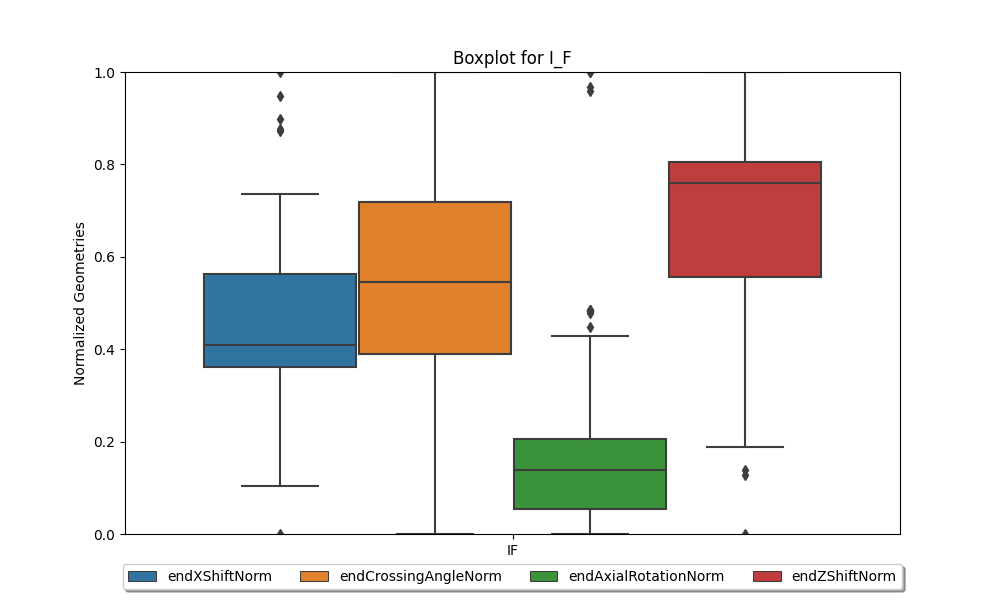 Boxplot for I_F
1.0
0.8
0.6
0.4
0.2
0.0
Normalized Geometries
IF
endXShiftNorm endCrossingAngleNorm endAxialRotationNorm endZShiftNorm